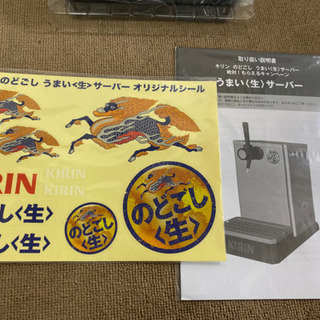 のどごし うまい〈生〉サーバー オリジナルシール
RIN
KIRIN
KIRIN
し〈生〉
し〈生〉
のどごし
〈生〉
のどごし
〈生〉
取り扱い説明書
キリン のどごし うまい〈生〉サーバー
絶対!もらえるキャンペーン
うまい〈生〉サーバー
KIRIN